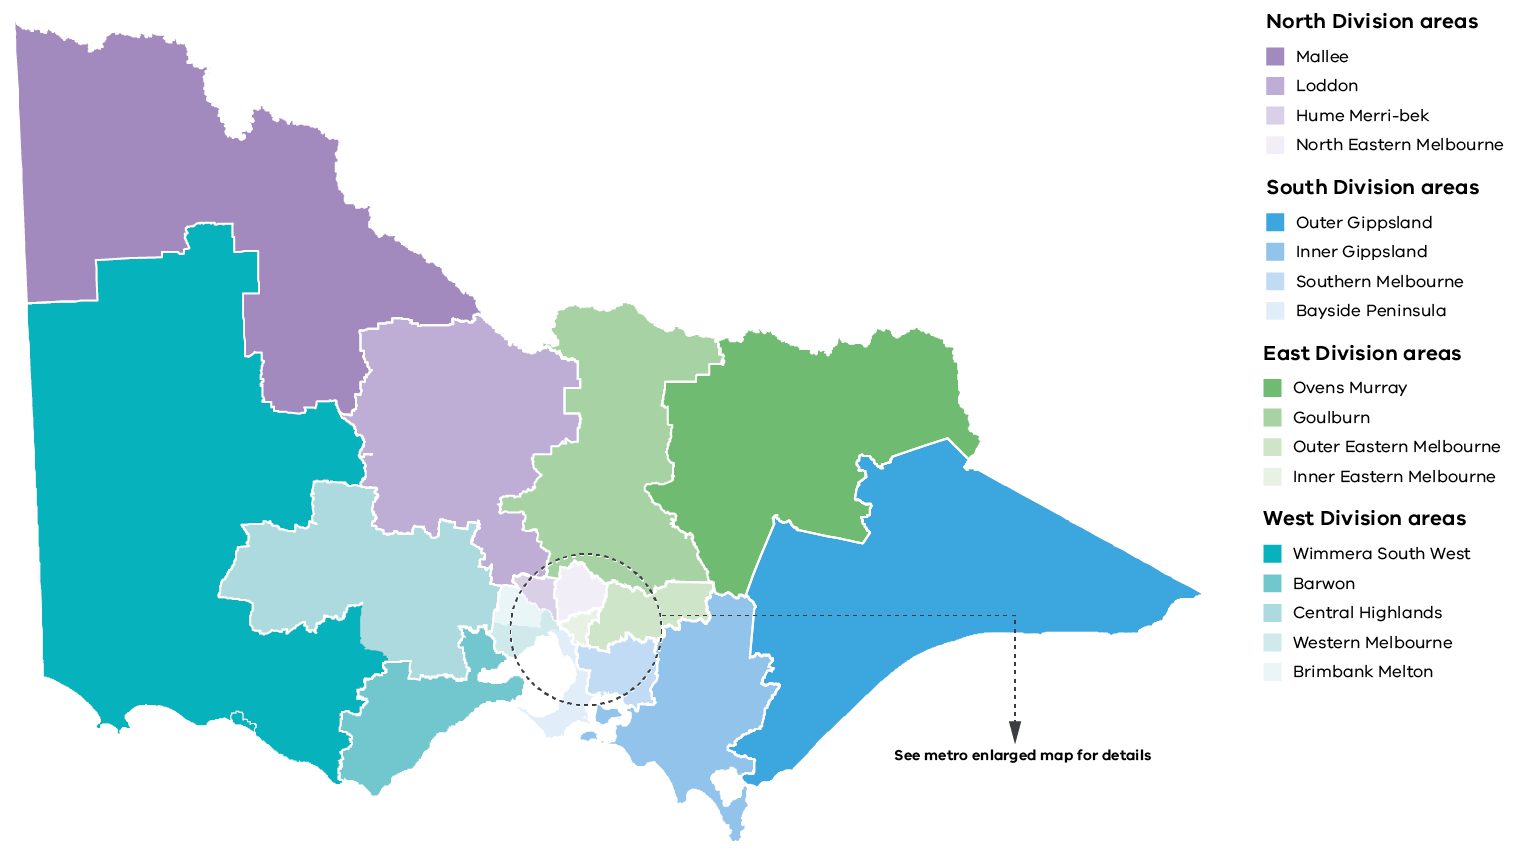 North Division areas
Mallee
Loddon
Hume Merri-bek
North Eastern Melbourne
South Division areas
Outer Gippsland
Inner Gippsland
Southern Melbourne
Bayside Peninsula
East Division areas
Ovens Murray
Goulburn
Outer Eastern Melbourne
Inner Eastern Melbourne
West Division areas
Wimmera South West
Barwon
Central Highlands
Western Melbourne
Brimbank Melton
See metro enlarged map for details